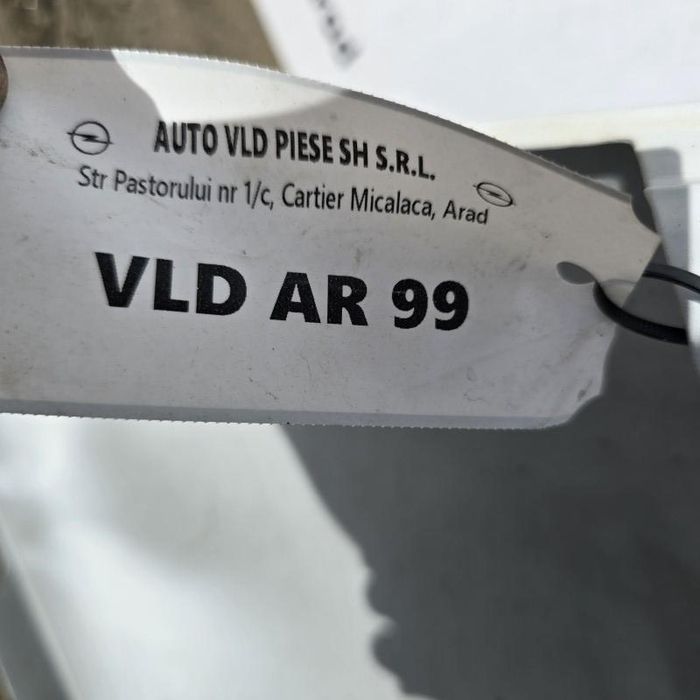 AUTO VLD PIESE SH S.R.L.
Str Pastorului nr 1/c, Cartier Micalaca, Arad
VLD AR 99